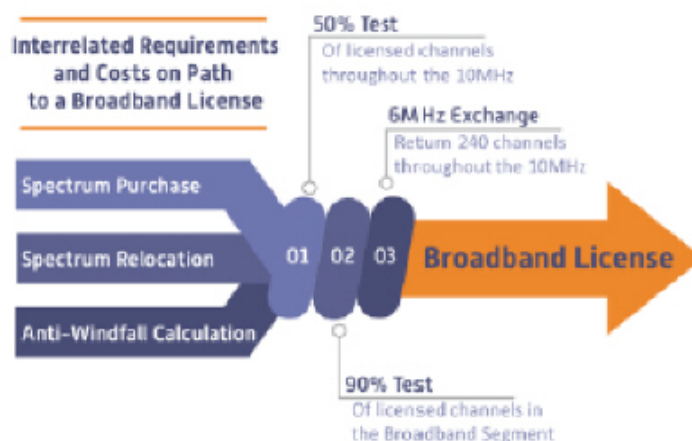 Interrelated Requirements
and Costs on Path
to a Broadband License
50% Test
Of licensed channels
throughout the 10MHz
6MHz Exchange
Return 240 channels
throughout the 10MHz
Spectrum Purchase
Spectrum Relocation
Anti-Windfall Calculation
01
02
03
Broadband License
90% Test
Of licensed channels in
the Broadband Segment